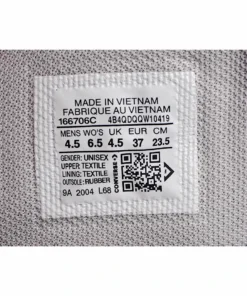 MADE IN VIETNAM
FABRIQUE AU VIETNAM
166706C 4B4QDQQW10419
MENS WO'S UK EUR CM
4.5 6.5 4.5 37 23.5
GENDER: UNISEX
UPPER: TEXTILE
LINING: TEXTILE
OUTSOLE: RUBBER
CONVERSE
9A 2004 L68